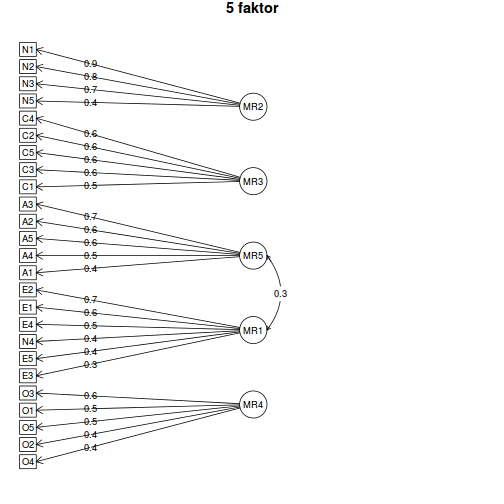 5 faktor
N1
0.9
N2
0.8
N3
0.7
N5
0.4
MR2
C4
0.6
C2
0.6
C5
0.6
C3
0.6
C1
0.5
MR3
A3
0.7
A2
0.6
A5
0.6
A4
0.5
A1
0.4
MR5
0.3
E2
0.7
E1
0.6
E4
0.5
N4
0.4
E5
0.4
E3
0.3
MR1
O3
0.6
O1
0.5
O5
0.5
O2
0.4
O4
0.4
MR4